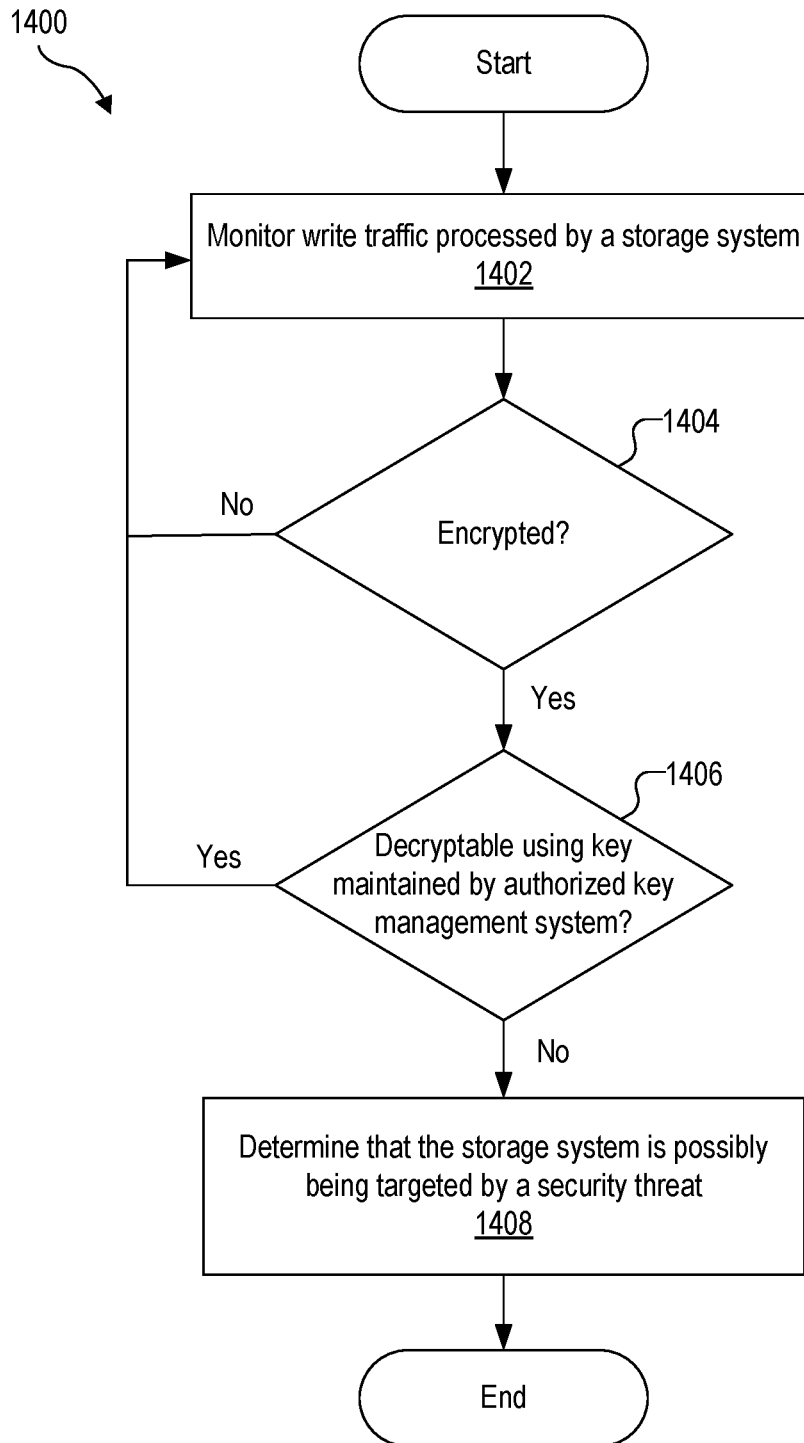 1400
Start
Monitor write traffic processed by a storage system
1402
1404
No
Encrypted?
Yes
1406
Yes
Decryptable using key
maintained by authorized key
management system?
No
Determine that the storage system is possibly
being targeted by a security threat
1408
End